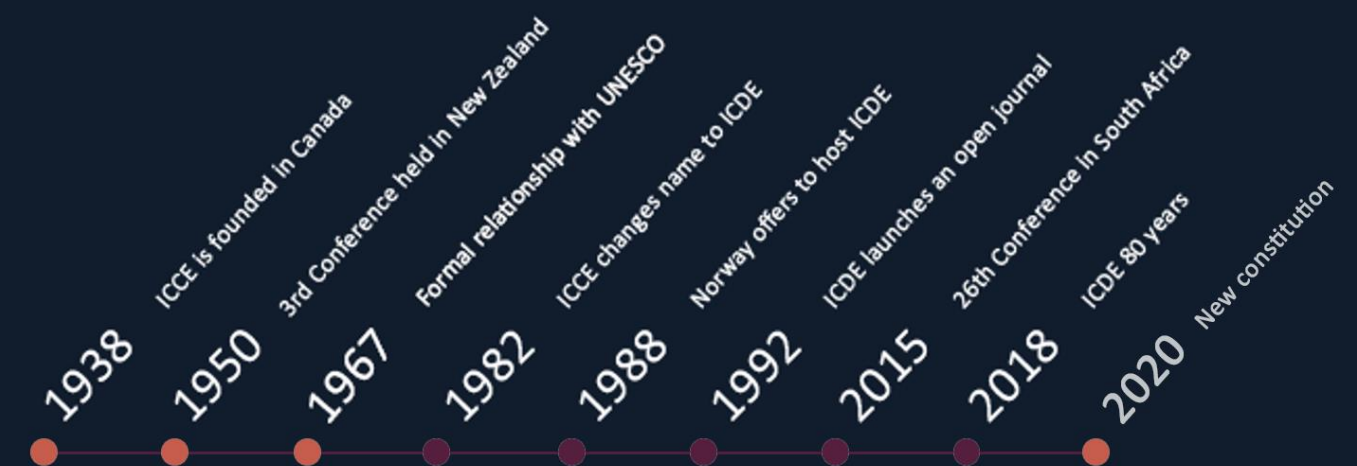 1938 ICCE is founded in Canada
1950 3rd Conference held in New Zealand
1967 Formal relationship with UNESCO
1982 ICCE changes name to ICDE
1988 Norway offers to host ICDE
1992 ICDE launches an open journal
2015 26th Conference in South Africa
2018 ICDE 80 years
2020 New constitution